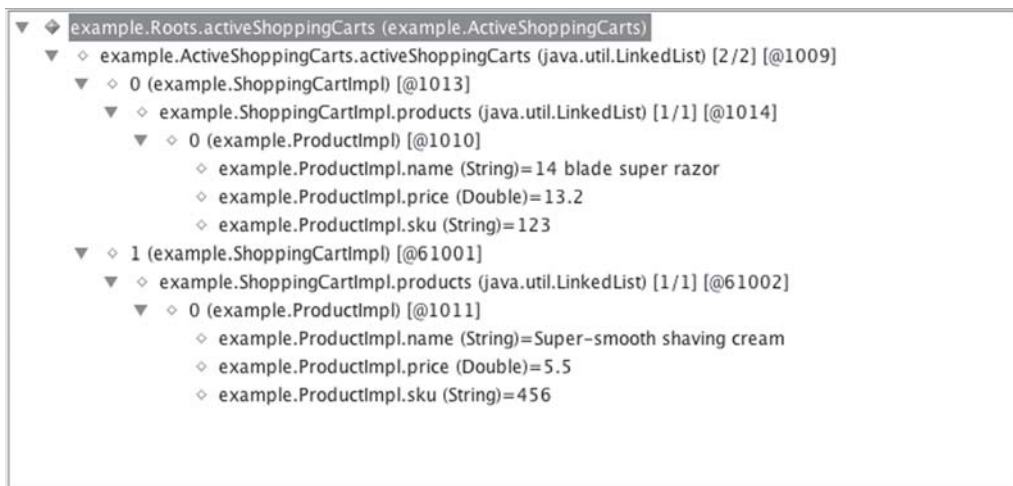 example.Roots.activeShoppingCarts (example.ActiveShoppingCarts)
example.ActiveShoppingCarts.activeShoppingCarts (java.util.LinkedList) [2/2] [@1009]
0 (example.ShoppingCartImpl) [@1013]
example.ShoppingCartImpl.products (java.util.LinkedList) [1/1] [@1014]
0 (example.ProductImpl) [@1010]
example.ProductImpl.name (String)=14 blade super razor
example.ProductImpl.price (Double)=13.2
example.ProductImpl.sku (String)=123
1 (example.ShoppingCartImpl) [@61001]
example.ShoppingCartImpl.products (java.util.LinkedList) [1/1] [@61002]
0 (example.ProductImpl) [@1011]
example.ProductImpl.name (String)=Super-smooth shaving cream
example.ProductImpl.price (Double)=5.5
example.ProductImpl.sku (String)=456